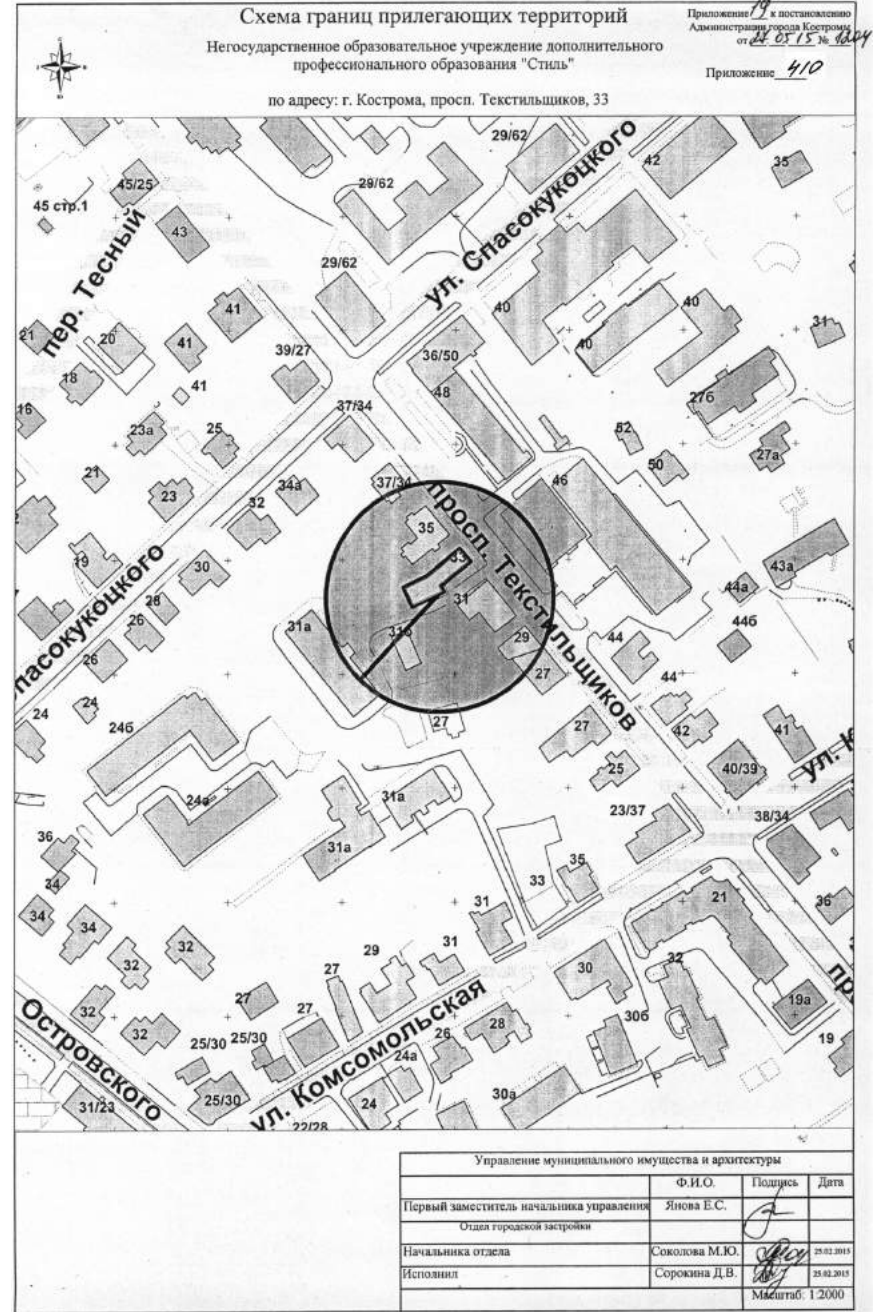 Схема границ прилегающих территорий
Негосударственное образовательное учреждение дополнительного
профессионального образования "Стиль"
по адресу: г. Кострома, просп. Текстильщиков, 33
Приложение 19 к постановлению
Администрации города Костромы
от 27 05 15 № 1204
Приложение 410
29/62
ул. Спасокукоцкого
42
35
45/25
29/62
45 стр.1
43
пер. Тесный
29/62
41
40
40
31
21
20
41
39/27
36/50
40
18
41
48
27б
16
37/34
23а
25
52
27а
21
34а
37/34
50
46
23
32
35
просп. Текстильщиков
19
30
33
43а
44а
28
31
26
31а
31б
29
44
44б
26
27
44
24
24
27
27
42
41
24б
25
40/39
ул. К
24а
31а
23/37
38/34
36
31а
34
33
35
21
34
34
31
36
32
32
29
31
30
32
27
27
19а
32
32
Островского
25/30
25/30
ул. Комсомольская
26
28
30б
19
24а
31/23
25/30
22/28
24
30а
Управление муниципального имущества и архитектуры
Ф.И.О. Подпись Дата
Первый заместитель начальника управления Янова Е.С.
Отдел городской застройки
Начальника отдела Соколова М.Ю. 25.02.2015
Исполнил Сорокина Д.В. 25.02.2015
Масштаб: 1:2000